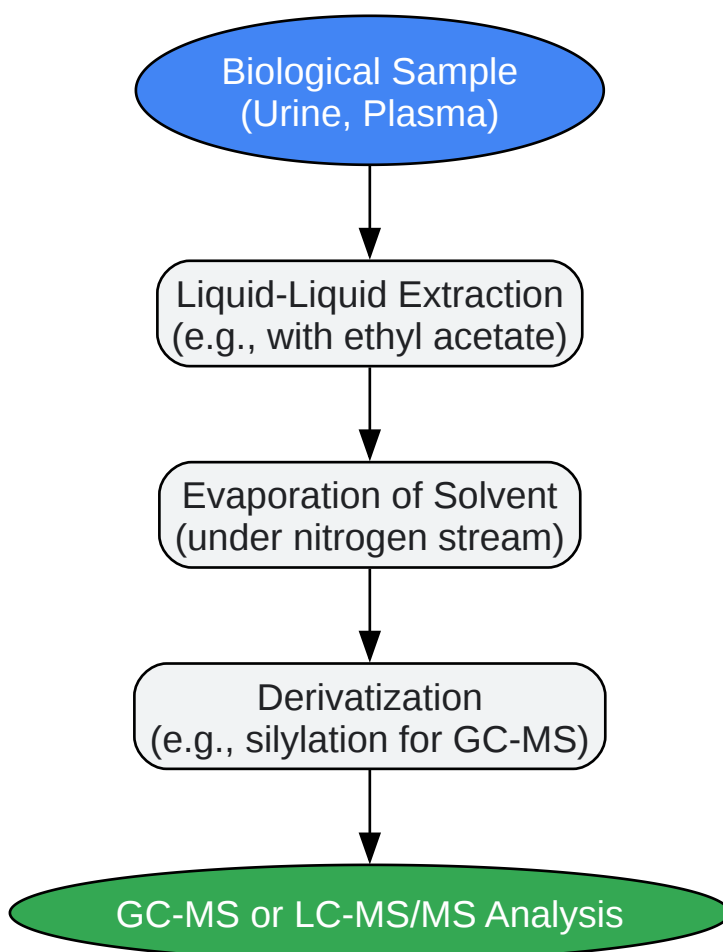 Biological Sample
(Urine, Plasma)
Liquid-Liquid Extraction
(e.g., with ethyl acetate)
Evaporation of Solvent
(under nitrogen stream)
Derivatization
(e.g., silylation for GC-MS)
GC-MS or LC-MS/MS Analysis